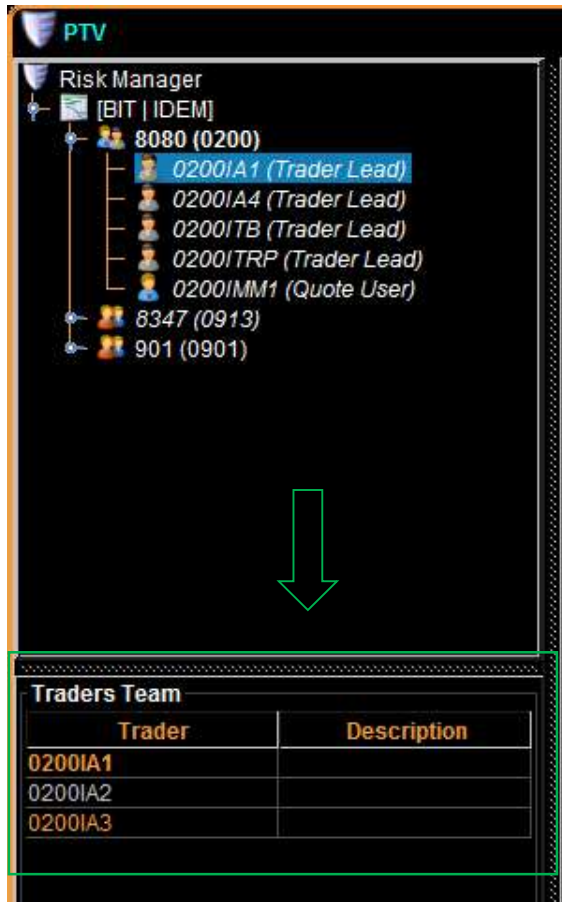 PTV
Risk Manager
[BIT | IDEM]
8080 (0200)
0200IA1 (Trader Lead)
0200IA4 (Trader Lead)
0200ITB (Trader Lead)
0200ITRP (Trader Lead)
0200IMM1 (Quote User)
8347 (0913)
901 (0901)
Traders Team
Trader Description
0200IA1
0200IA2
0200IA3